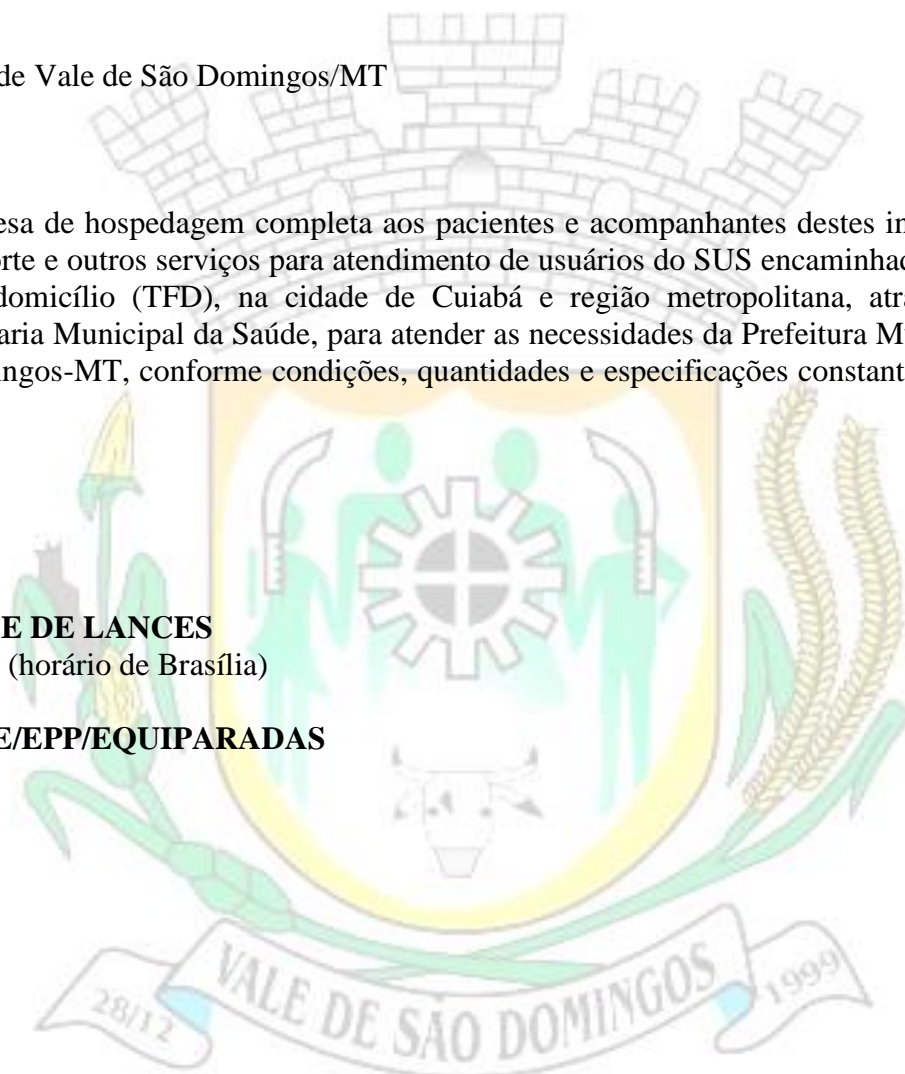 de Vale de São Domingos/MT
esa de hospedagem completa aos pacientes e acompanhantes destes in
orte e outros serviços para atendimento de usuários do SUS encaminhad
domicílio (TFD), na cidade de Cuiabá e região metropolitana, atra
aria Municipal da Saúde, para atender as necessidades da Prefeitura M
ingos-MT, conforme condições, quantidades e especificações constant
E DE LANCES
(horário de Brasília)
E/EPP/EQUIPARADAS
28/12 VALE DE SÃO DOMINGOS 1999